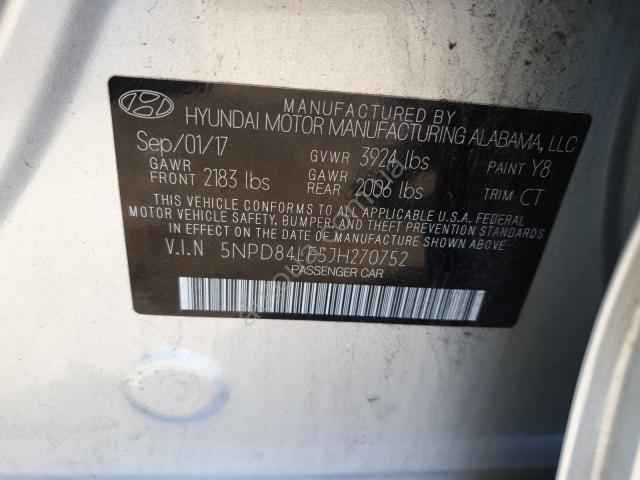 MANUFACTURED BY
HYUNDAI MOTOR MANUFACTURING ALABAMA, LLC
Sep/01/17 GVWR 3924 lbs PAINT Y8
GAWR FRONT 2183 lbs GAWR REAR 2006 lbs TRIM CT
THIS VEHICLE CONFORMS TO ALL APPLICABLE U.S.A. FEDERAL
MOTOR VEHICLE SAFETY, BUMPER, AND THEFT PREVENTION STANDARDS
IN EFFECT ON THE DATE OF MANUFACTURE SHOWN ABOVE.
V.I.N 5NPD84LF5JH270752
PASSENGER CAR